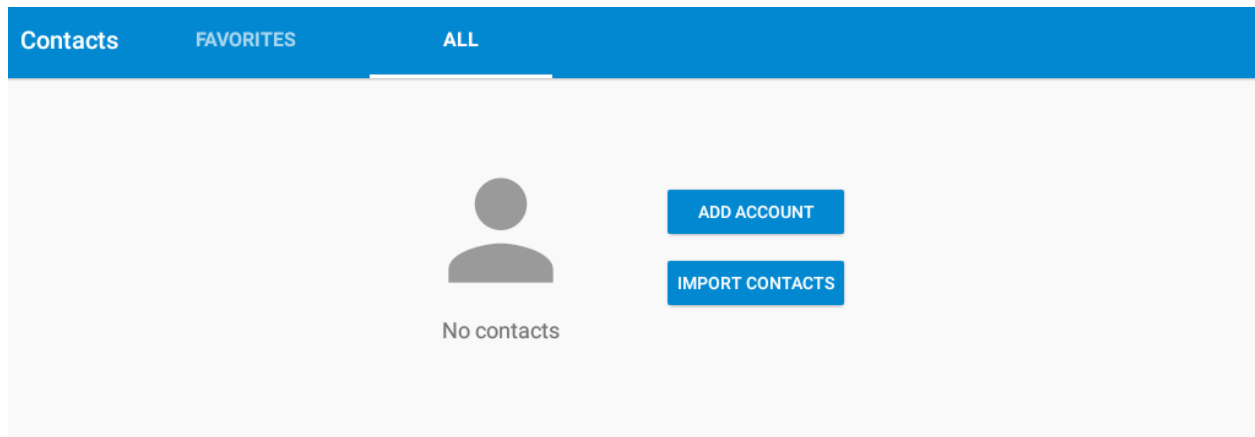 Contacts FAVORITES ALL
ADD ACCOUNT
IMPORT CONTACTS
No contacts